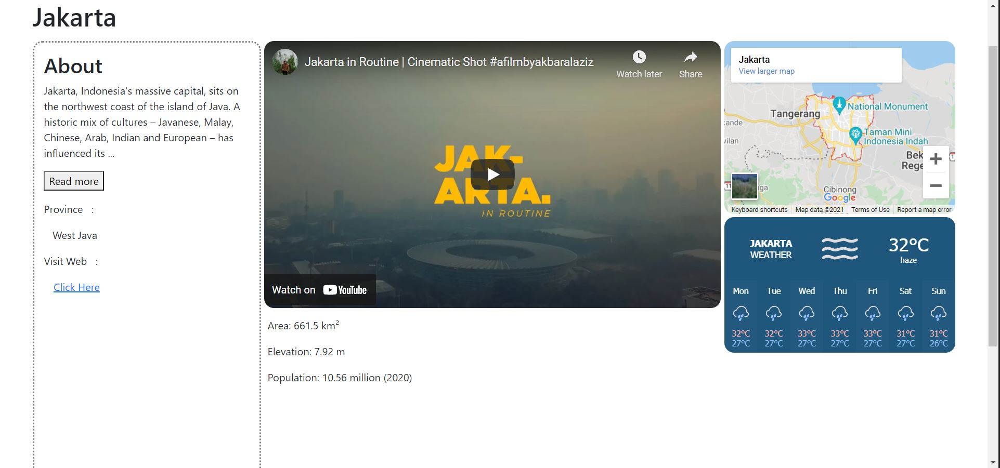 Jakarta
About
Jakarta, Indonesia's massive capital, sits on
the northwest coast of the island of Java. A
historic mix of cultures – Javanese, Malay,
Chinese, Arab, Indian and European – has
influenced its ...
Read more
Province :
West Java
Visit Web :
Click Here
Jakarta in Routine | Cinematic Shot #afilmbyakbaralaziz
Watch later
Share
JAK-
ARTA.
IN ROUTINE
Watch on YouTube
Area: 661.5 km²
Elevation: 7.92 m
Population: 10.56 million (2020)
Jakarta
View larger map
National Monument
Tangerang
Taman Mini
Indonesia Indah
Bek
Rege
Cibinong
Google
Keyboard shortcuts Map data ©2021 Terms of Use Report a map error
JAKARTA
WEATHER
32°C
haze
Mon Tue Wed Thu Fri Sat Sun
32°C 32°C 33°C 33°C 33°C 31°C 31°C
27°C 27°C 27°C 27°C 27°C 27°C 26°C